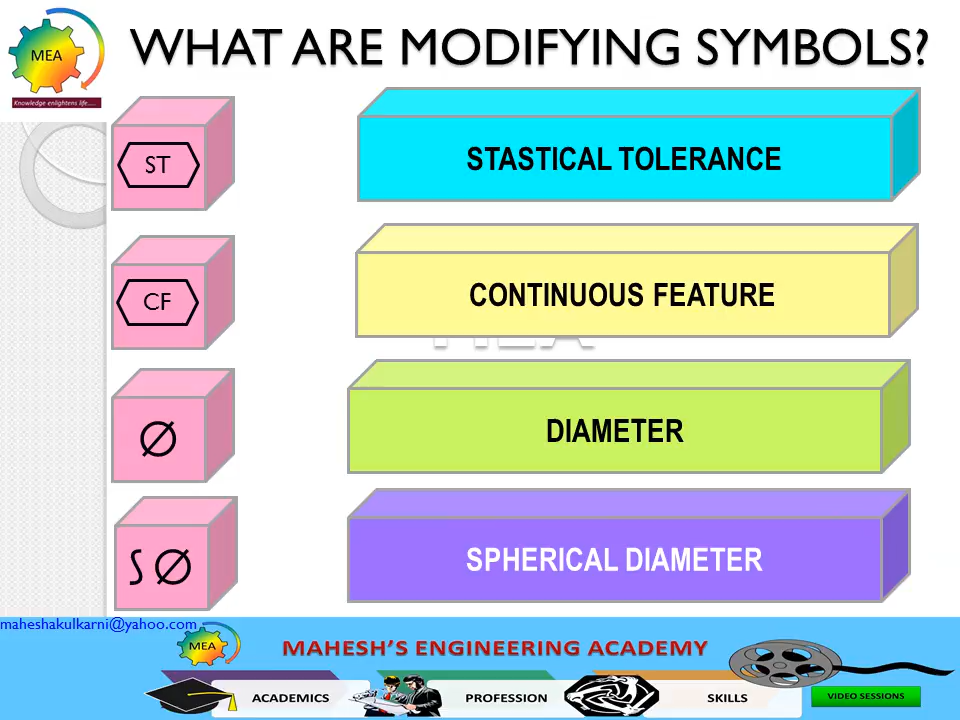 MEA
Knowledge enlightens life.....
WHAT ARE MODIFYING SYMBOLS?
ST
STASTICAL TOLERANCE
CF
CONTINUOUS FEATURE
MEA
Ø
DIAMETER
S Ø
SPHERICAL DIAMETER
maheshakulkarni@yahoo.com
MEA
MAHESH'S ENGINEERING ACADEMY
ACADEMICS
PROFESSION
SKILLS
VIDEO SESSIONS